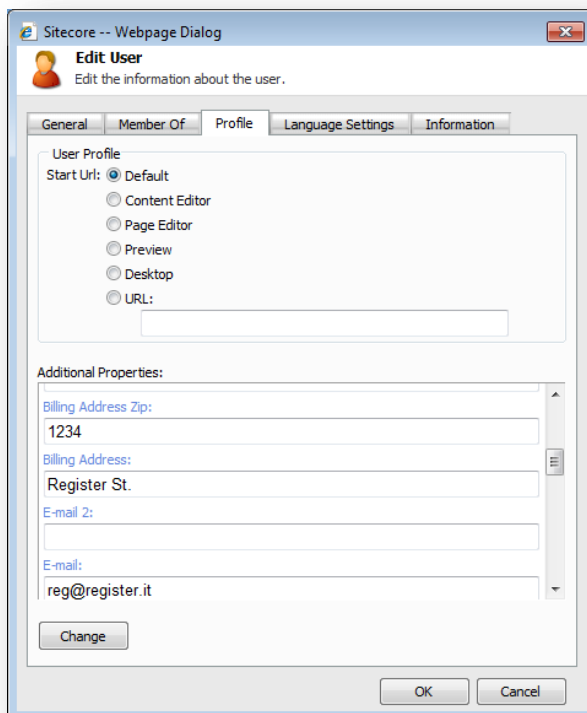 Sitecore -- Webpage Dialog
Edit User
Edit the information about the user.
General Member Of Profile Language Settings Information
User Profile
Start Url: Default
Content Editor
Page Editor
Preview
Desktop
URL:
Additional Properties:
Billing Address Zip:
1234
Billing Address:
Register St.
E-mail 2:
E-mail:
reg@register.it
Change
OK Cancel